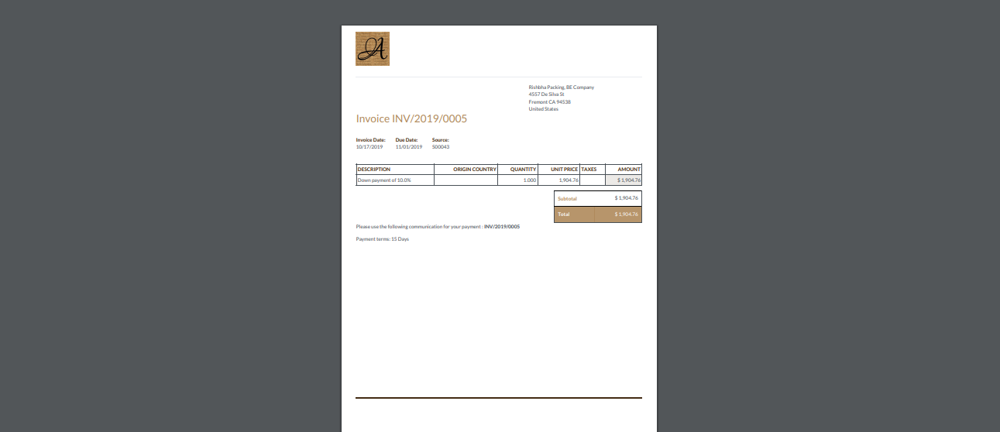 A
Rishbha Packing, BE Company
4557 De Silva St
Fremont CA 94538
United States
Invoice INV/2019/0005
Invoice Date: Due Date: Source:
10/17/2019 11/01/2019 S00043
DESCRIPTION ORIGIN COUNTRY QUANTITY UNIT PRICE TAXES AMOUNT
Down payment of 10.0% 1.000 1,904.76 $ 1,904.76
Subtotal $ 1,904.76
Total $ 1,904.76
Please use the following communication for your payment : INV/2019/0005
Payment terms: 15 Days